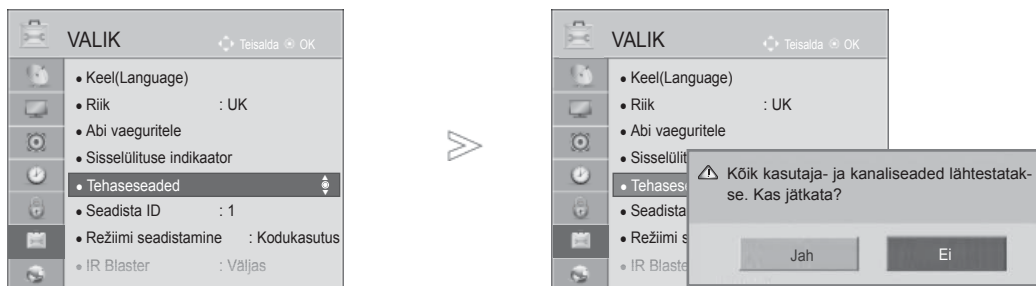 VALIK
Teisalda OK
• Keel(Language)
• Riik : UK
• Abi vaeguritele
• Sisselülituse indikaator
• Tehaseseaded
• Seadista ID : 1
• Režiimi seadistamine : Kodukasutus
• IR Blaster : Väljas
VALIK
Teisalda OK
• Keel(Language)
• Riik : UK
• Abi vaeguritele
• Sisselülit
• Tehases
• Seadista
• Režiimi s
• IR Blaste
Kõik kasutaja- ja kanaliseaded lähtestatak-
se. Kas jätkata?
Jah
Ei